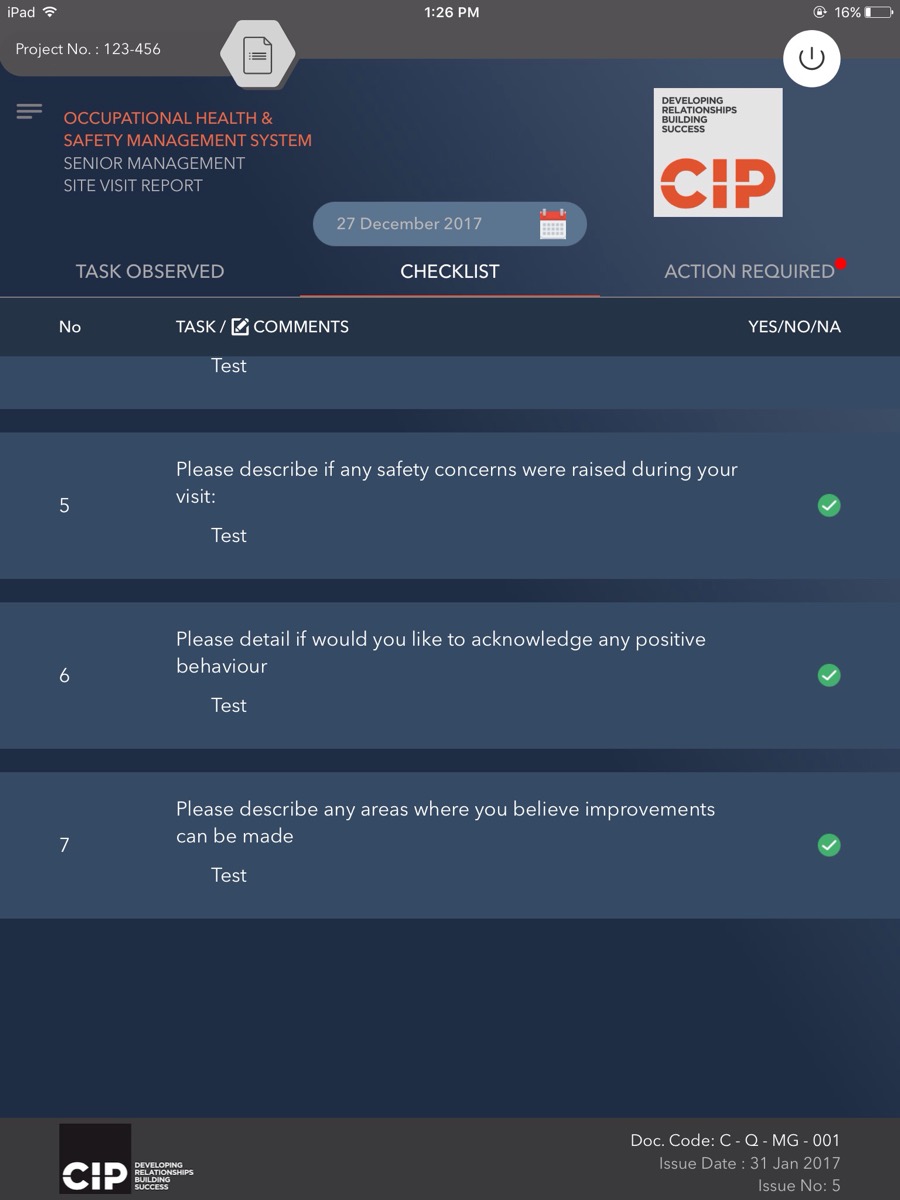 iPad 1:26 PM 16%
Project No. : 123-456
OCCUPATIONAL HEALTH &
SAFETY MANAGEMENT SYSTEM
SENIOR MANAGEMENT
SITE VISIT REPORT
DEVELOPING
RELATIONSHIPS
BUILDING
SUCCESS
CIP
27 December 2017
TASK OBSERVED CHECKLIST ACTION REQUIRED
No TASK / COMMENTS YES/NO/NA
Test
Please describe if any safety concerns were raised during your
visit:
5
Test
Please detail if would you like to acknowledge any positive
behaviour
6
Test
Please describe any areas where you believe improvements
can be made
7
Test
CIP
DEVELOPING
RELATIONSHIPS
BUILDING
SUCCESS
Doc. Code: C - Q - MG - 001
Issue Date : 31 Jan 2017
Issue No: 5